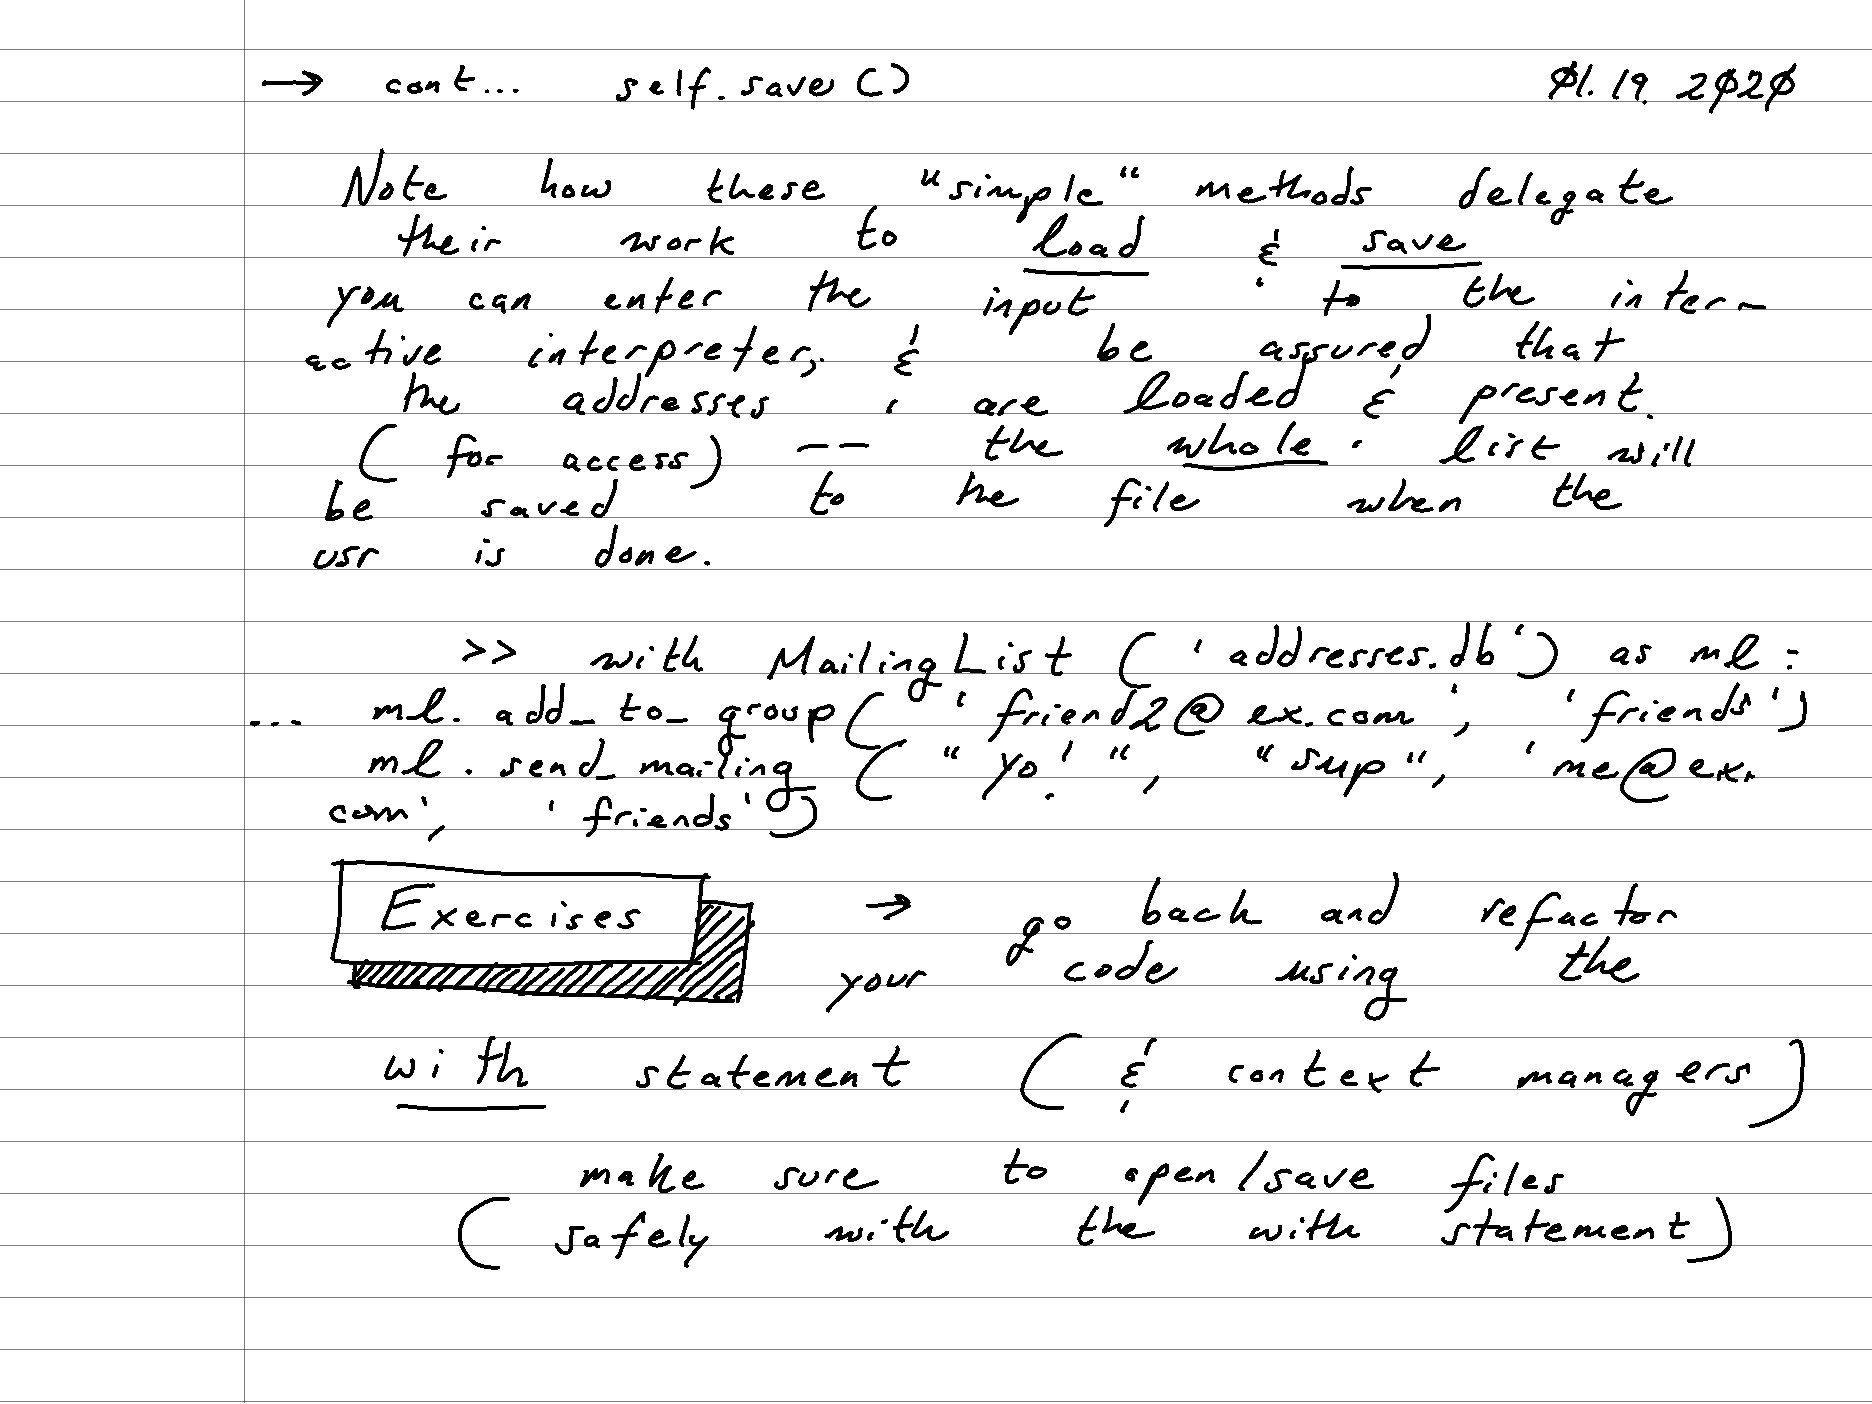 → cont... self.save() 01.19.2020
Note how these "simple" methods delegate
their work to load & save
you can enter the input to the inter-
active interpreter, & be assured that
the addresses are loaded & present.
(for access) -- the whole list will
be saved to the file when the
usr is done.
>> with MailingList ('addresses.db') as ml:
... ml.add_to_group('friend2@ex.com', 'friends')
ml.send_mailing("yo!", "sup", 'me@ex.
com', 'friends')
Exercises → go back and refactor
your code using the
with statement (& context managers)
make sure to open/save files
(safely with the with statement)